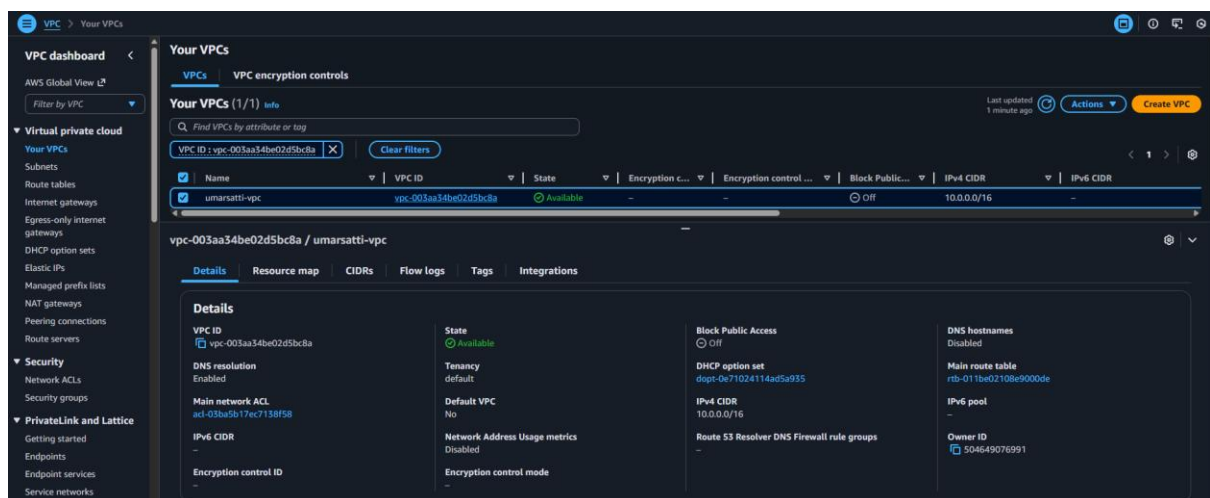 VPC > Your VPCs
VPC dashboard <
AWS Global View
Filter by VPC
Virtual private cloud
Your VPCs
Subnets
Route tables
Internet gateways
Egress-only internet
gateways
DHCP option sets
Elastic IPs
Managed prefix lists
NAT gateways
Peering connections
Route servers
Security
Network ACLs
Security groups
PrivateLink and Lattice
Getting started
Endpoints
Endpoint services
Service networks
Your VPCs
VPCs VPC encryption controls
Your VPCs (1/1) Info
Last updated
1 minute ago
Actions Create VPC
Find VPCs by attribute or tag
VPC ID : vpc-003aa34be02d5bc8a X Clear filters
< 1 >
Name VPC ID State Encryption c... Encryption control ... Block Public... IPv4 CIDR IPv6 CIDR
umarsatti-vpc vpc-003aa34be02d5bc8a Available – – Off 10.0.0.0/16 –
vpc-003aa34be02d5bc8a / umarsatti-vpc
Details Resource map CIDRs Flow logs Tags Integrations
Details
VPC ID State Block Public Access DNS hostnames
vpc-003aa34be02d5bc8a Available Off Disabled
DNS resolution Tenancy DHCP option set Main route table
Enabled default dopt-0e71024114ad5a935 rtb-011be02108e9000de
Main network ACL Default VPC IPv4 CIDR IPv6 pool
acl-03ba5b17ec7138f58 No 10.0.0.0/16 –
IPv6 CIDR Network Address Usage metrics Route 53 Resolver DNS Firewall rule groups Owner ID
– Disabled – 504649076991
Encryption control ID Encryption control mode
– –